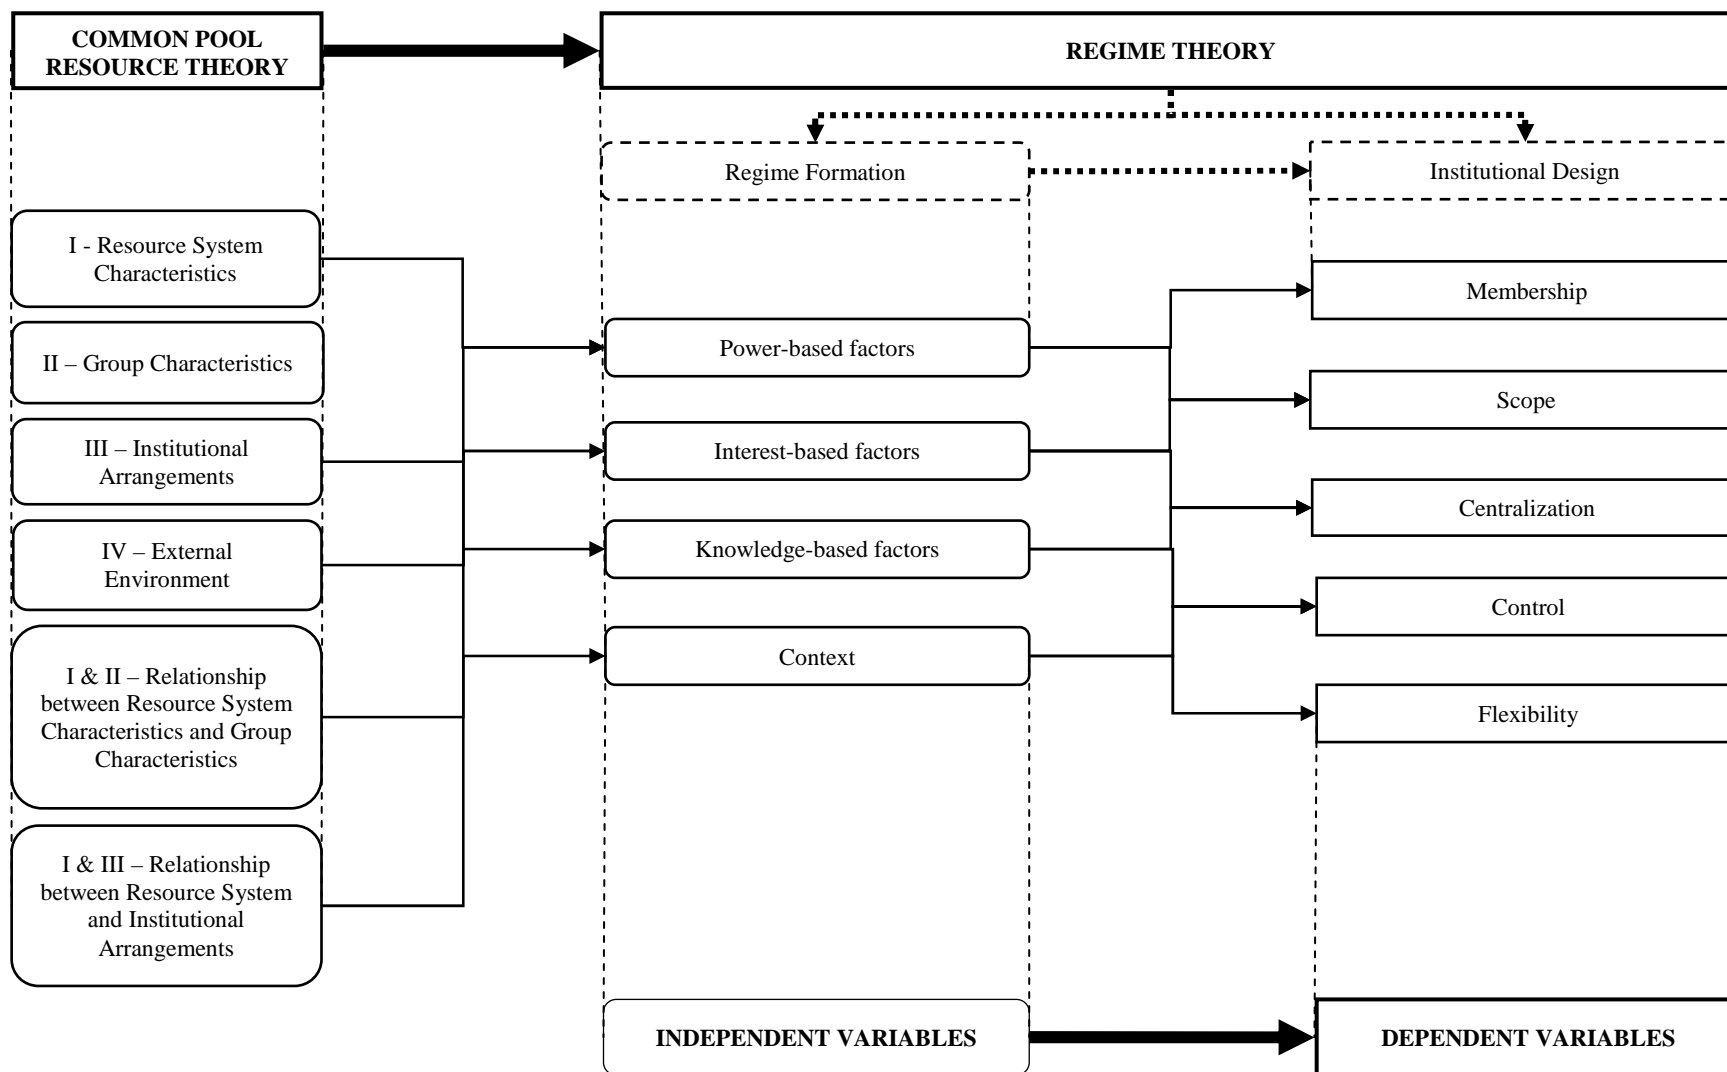 COMMON POOL
RESOURCE THEORY
REGIME THEORY
Regime Formation
Institutional Design
I - Resource System
Characteristics
II – Group Characteristics
III – Institutional
Arrangements
IV – External
Environment
I & II – Relationship
between Resource System
Characteristics and Group
Characteristics
I & III – Relationship
between Resource System
and Institutional
Arrangements
Power-based factors
Interest-based factors
Knowledge-based factors
Context
Membership
Scope
Centralization
Control
Flexibility
INDEPENDENT VARIABLES
DEPENDENT VARIABLES